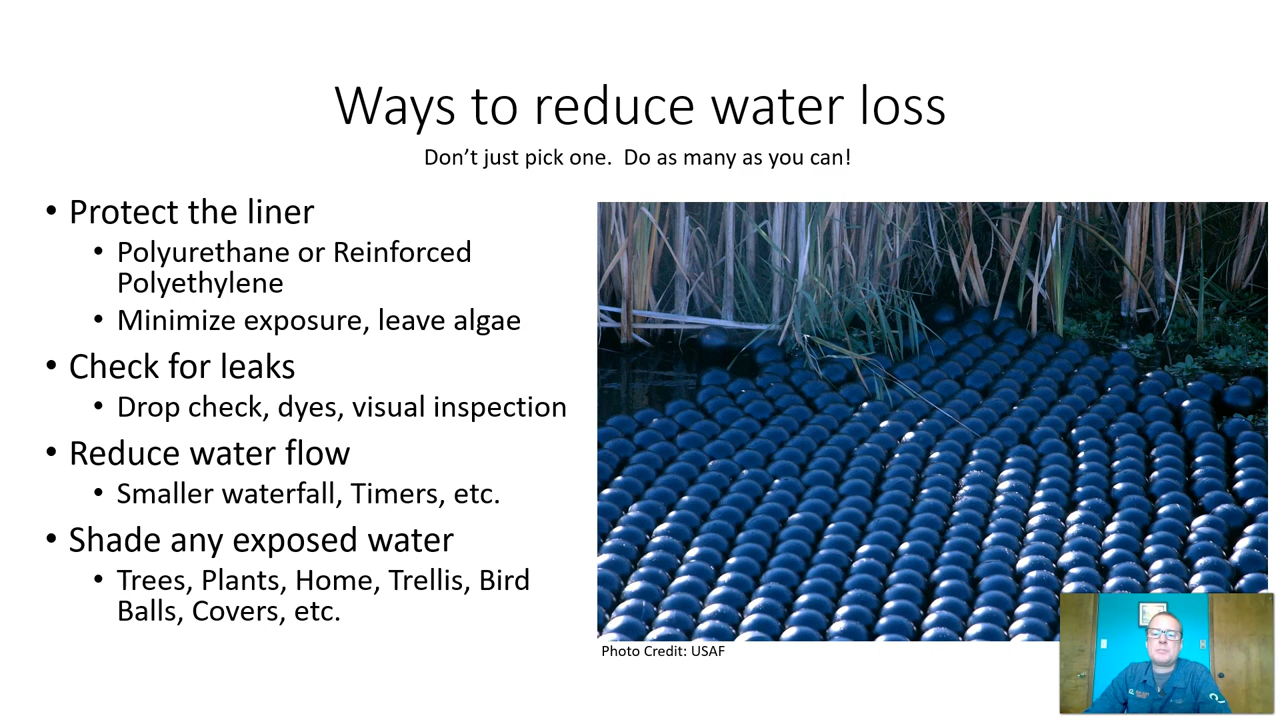 Ways to reduce water loss
Don’t just pick one.  Do as many as you can!
• Protect the liner
• Polyurethane or Reinforced
Polyethylene
• Minimize exposure, leave algae
• Check for leaks
• Drop check, dyes, visual inspection
• Reduce water flow
• Smaller waterfall, Timers, etc.
• Shade any exposed water
• Trees, Plants, Home, Trellis, Bird
Balls, Covers, etc.
Photo Credit: USAF